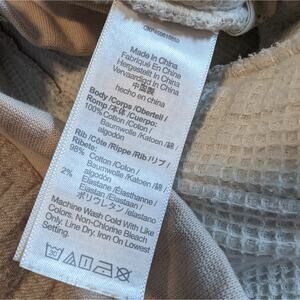 Made In China
Fabriqué En Chine
Hergestellt In China
Vervaardigd In China
中国製
hecho en china
Body /Corps /Oberteil /
Romp /本体 / Cuerpo:
100% Cotton /Coton /
Baumwolle /Katoen /綿 /
algodón
Rib /Côte /Rippe /Rib /リブ /
Ribete:
98% Cotton /Coton /
Baumwolle /Katoen /綿 /
algodón
2% Elastane /Élasthanne /
Elastan /Elastaan /
ポリウレタン /elastano
Machine Wash Cold With Like
Colors. Non-Chlorine Bleach
Only. Line Dry. Iron On Lowest
Setting.